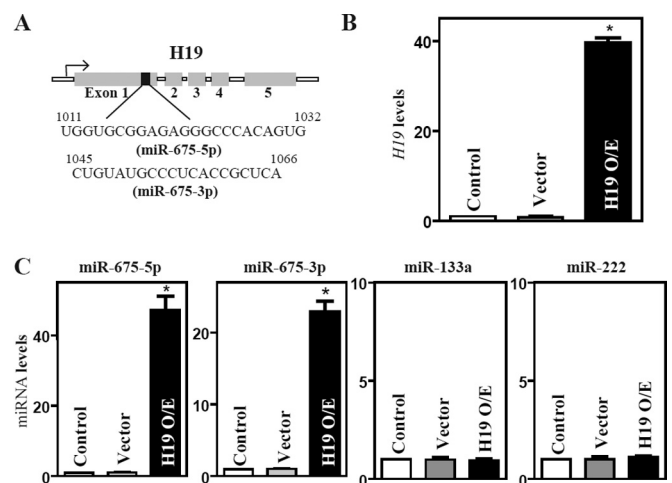 A
H19
Exon 1 2 3 4 5
1011 1032
UGGUGCGGAGAGGGCCCACAGUG
(miR-675-5p)
1045 1066
CUGUAUGCCCUCACCGCUCA
(miR-675-3p)
B
H19 levels
40
20
0
Control
Vector
H19 O/E
*
C
miRNA levels
miR-675-5p
40
20
0
Control
Vector
H19 O/E
*
miR-675-3p
20
10
0
Control
Vector
H19 O/E
*
miR-133a
10
5
0
Control
Vector
H19 O/E
miR-222
10
5
0
Control
Vector
H19 O/E